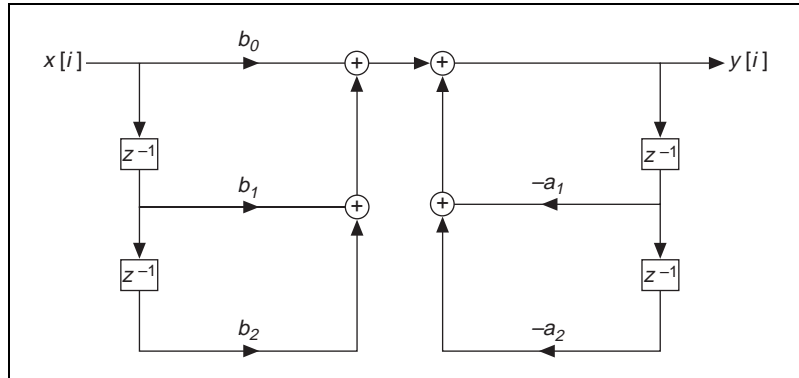 x[i] b₀ + + y[i]
z⁻¹ z⁻¹
b₁ + + –a₁
z⁻¹ z⁻¹
b₂ –a₂